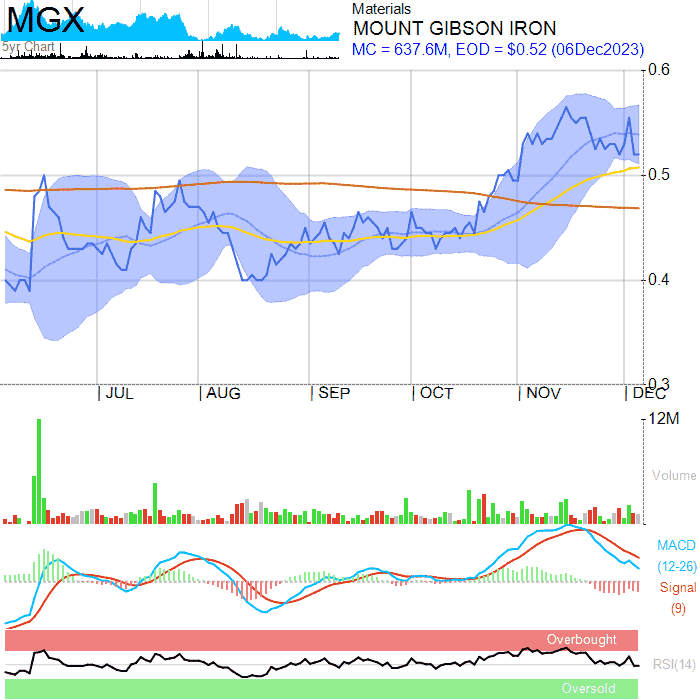 MGX
5yr Chart
Materials
MOUNT GIBSON IRON
MC = 637.6M, EOD = $0.52 (06Dec2023)
0.6
0.5
0.4
0.3
JUL
AUG
SEP
OCT
NOV
DEC
12M
Volume
MACD
(12-26)
Signal
(9)
Overbought
RSI(14)
Oversold